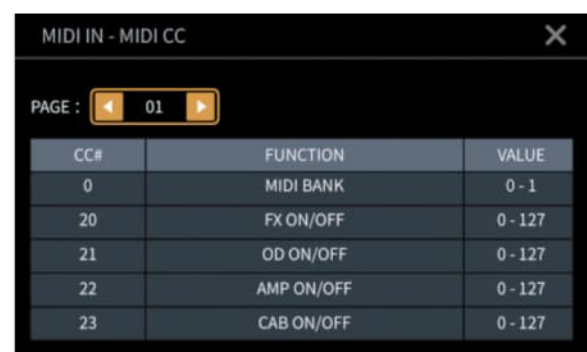 MIDI IN - MIDI CC
PAGE : 01
CC# FUNCTION VALUE
0 MIDI BANK 0 - 1
20 FX ON/OFF 0 - 127
21 OD ON/OFF 0 - 127
22 AMP ON/OFF 0 - 127
23 CAB ON/OFF 0 - 127